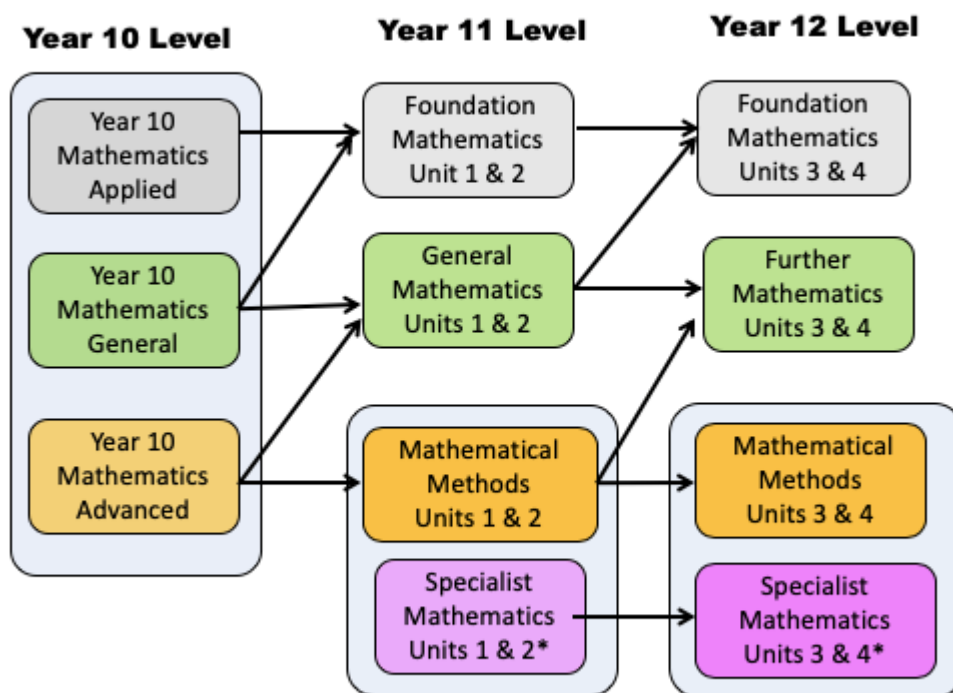 Year 10 Level
Year 11 Level
Year 12 Level
Year 10
Mathematics
Applied
Foundation
Mathematics
Unit 1 & 2
Foundation
Mathematics
Units 3 & 4
Year 10
Mathematics
General
General
Mathematics
Units 1 & 2
Further
Mathematics
Units 3 & 4
Year 10
Mathematics
Advanced
Mathematical
Methods
Units 1 & 2
Mathematical
Methods
Units 3 & 4
Specialist
Mathematics
Units 1 & 2*
Specialist
Mathematics
Units 3 & 4*